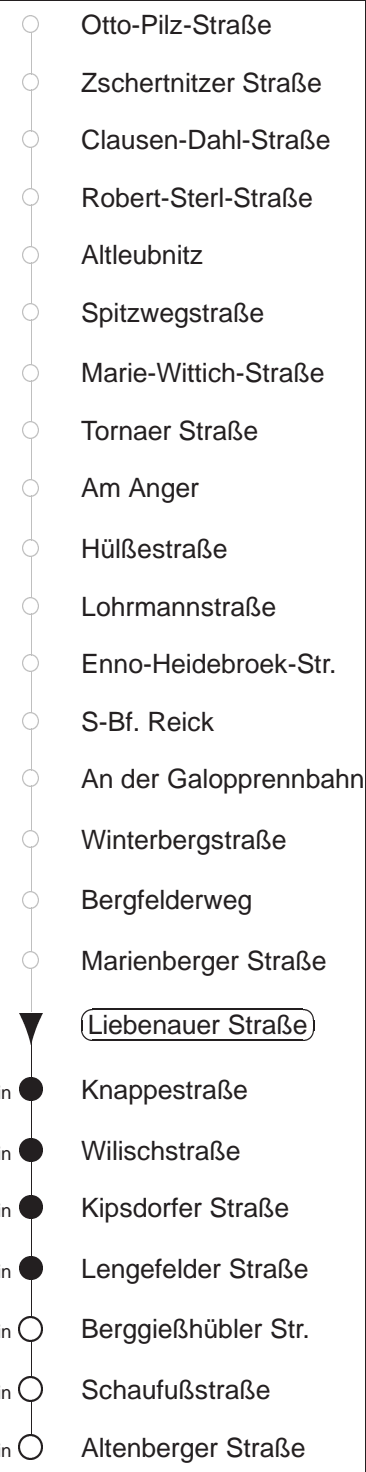 Otto-Pilz-Straße
Zschertnitzer Straße
Clausen-Dahl-Straße
Robert-Sterl-Straße
Altleubnitz
Spitzwegstraße
Marie-Wittich-Straße
Tornaer Straße
Am Anger
Hülßestraße
Lohrmannstraße
Enno-Heidebroek-Str.
S-Bf. Reick
An der Galopprennbahn
Winterbergstraße
Bergfelderweg
Marienberger Straße
Liebenauer Straße
Knappestraße
Wilischstraße
Kipsdorfer Straße
Lengefelder Straße
Berggießhübler Str.
Schaufußstraße
Altenberger Straße